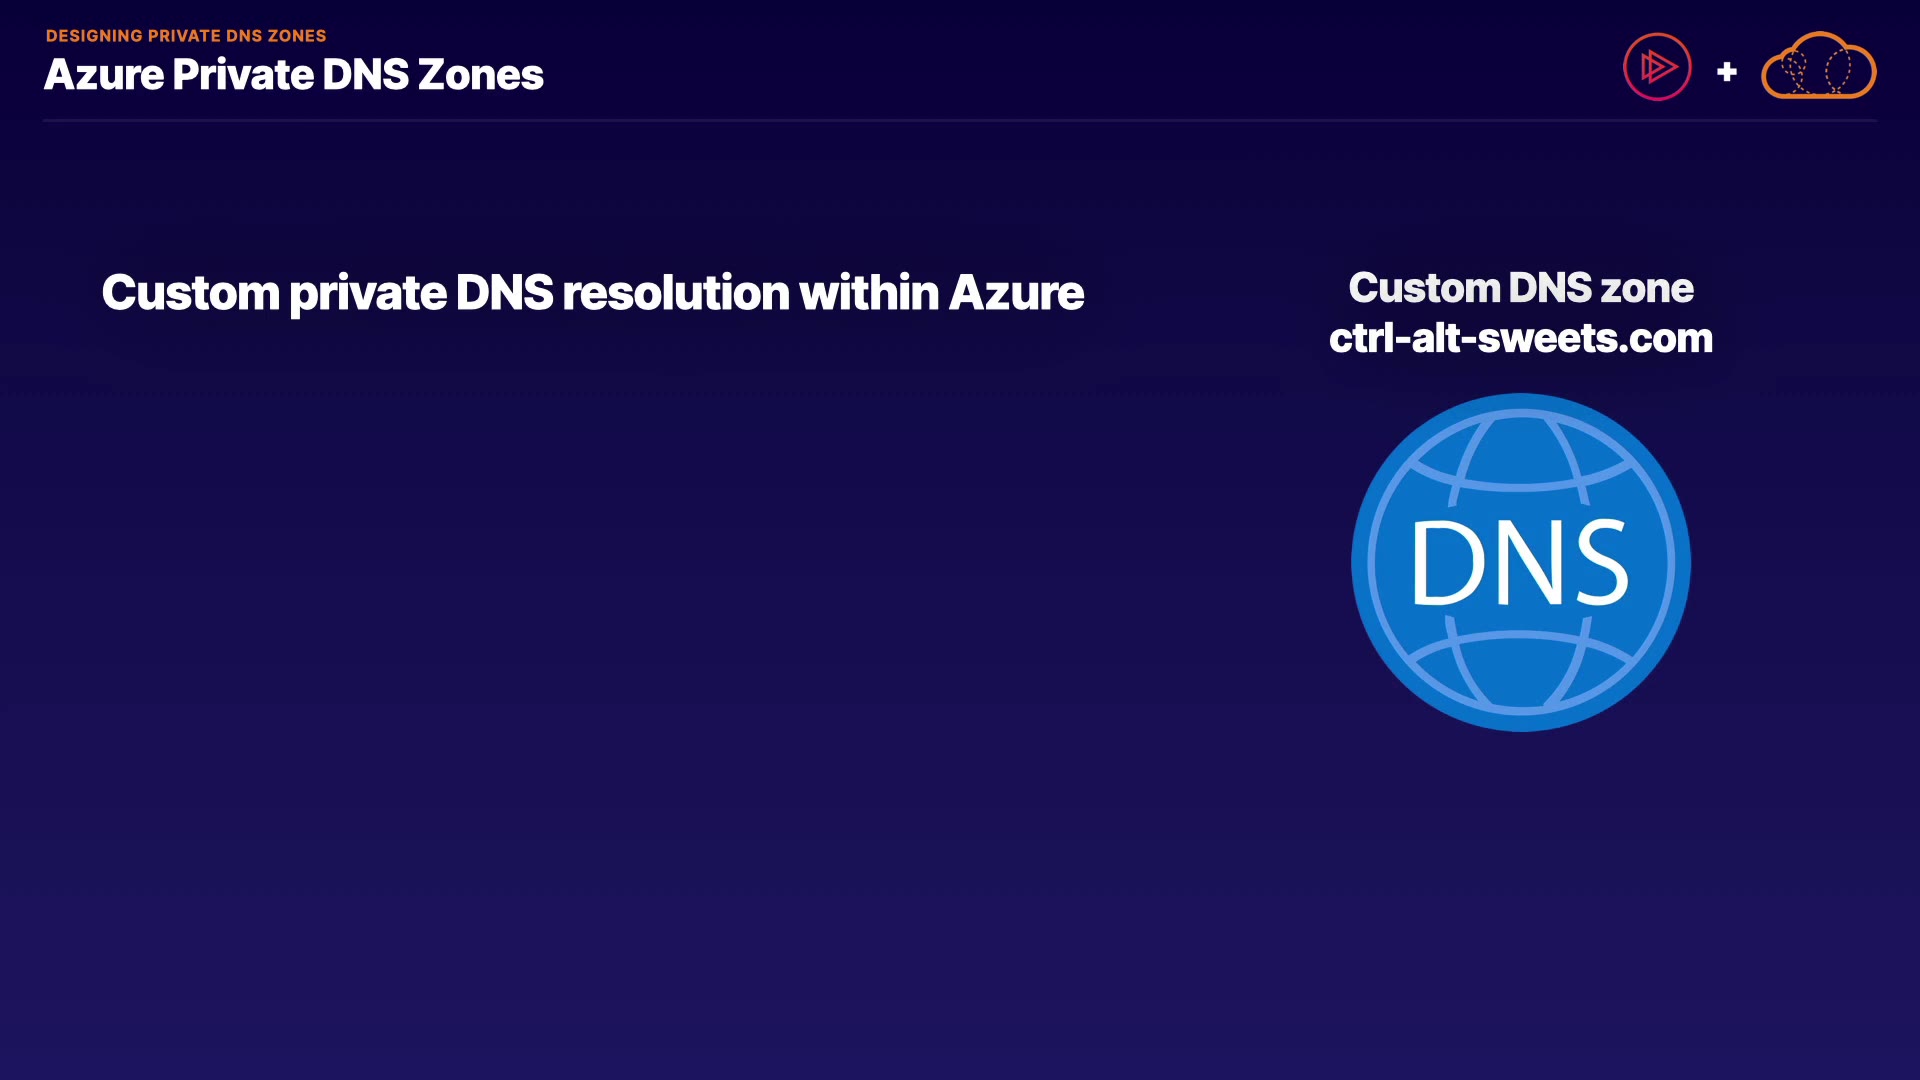 DESIGNING PRIVATE DNS ZONES
Azure Private DNS Zones
+
Custom private DNS resolution within Azure
Custom DNS zone
ctrl-alt-sweets.com
DNS